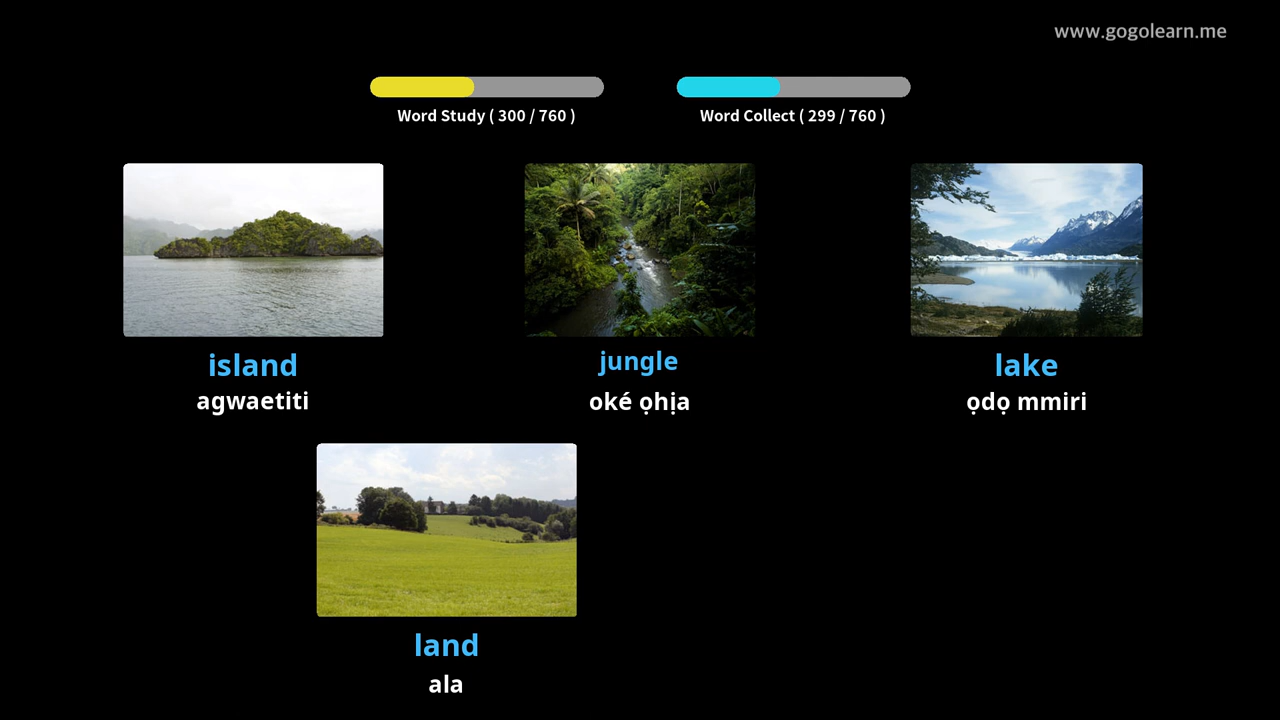 www.gogolearn.me
Word Study ( 300 / 760 )
Word Collect ( 299 / 760 )
island
agwaetiti
jungle
oké ọhịa
lake
ọdọ mmiri
land
ala